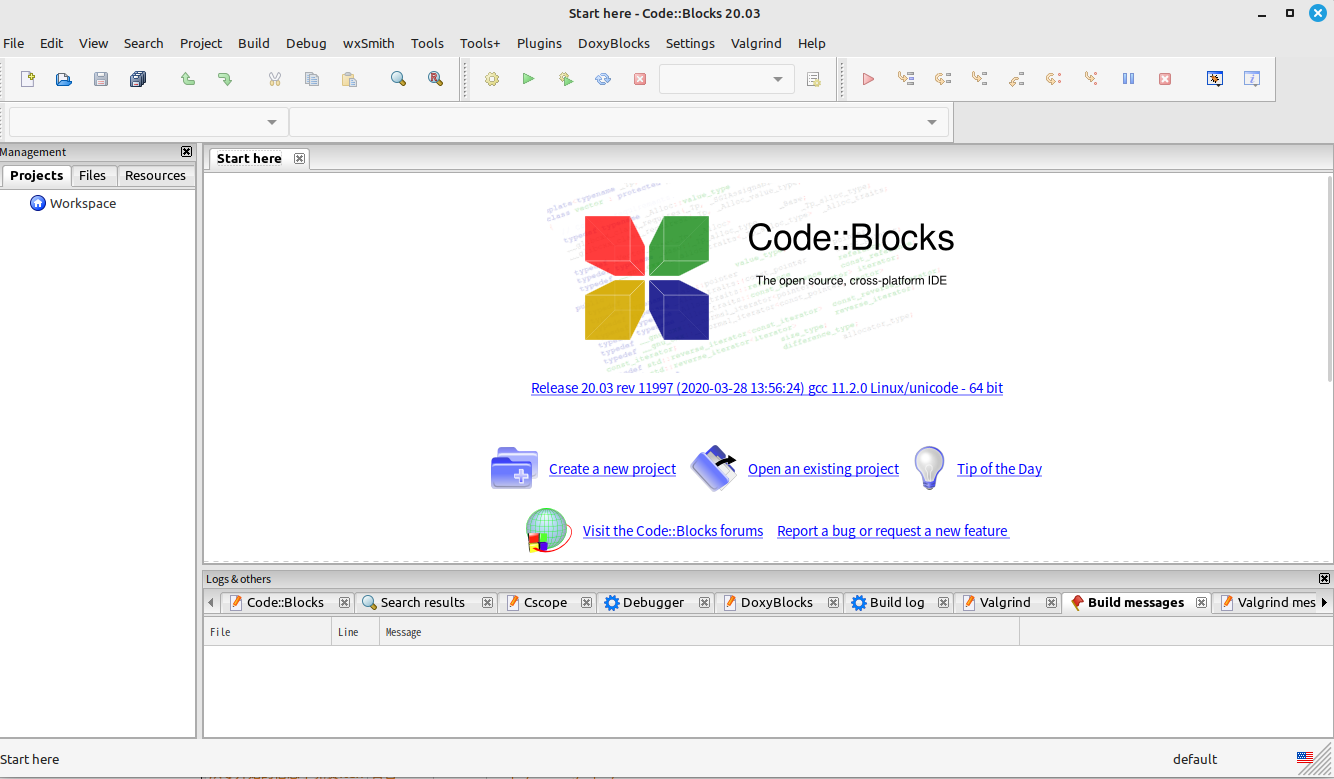 Start here - Code::Blocks 20.03
File Edit View Search Project Build Debug wxSmith Tools Tools+ Plugins DoxyBlocks Settings Valgrind Help
Management
Projects Files Resources
Workspace
Start here
Code::Blocks
The open source, cross-platform IDE
Release 20.03 rev 11997 (2020-03-28 13:56:24) gcc 11.2.0 Linux/unicode - 64 bit
Create a new project Open an existing project Tip of the Day
Visit the Code::Blocks forums Report a bug or request a new feature
Logs & others
Code::Blocks Search results Cscope Debugger DoxyBlocks Build log Valgrind Build messages Valgrind mes
File Line Message
Start here default